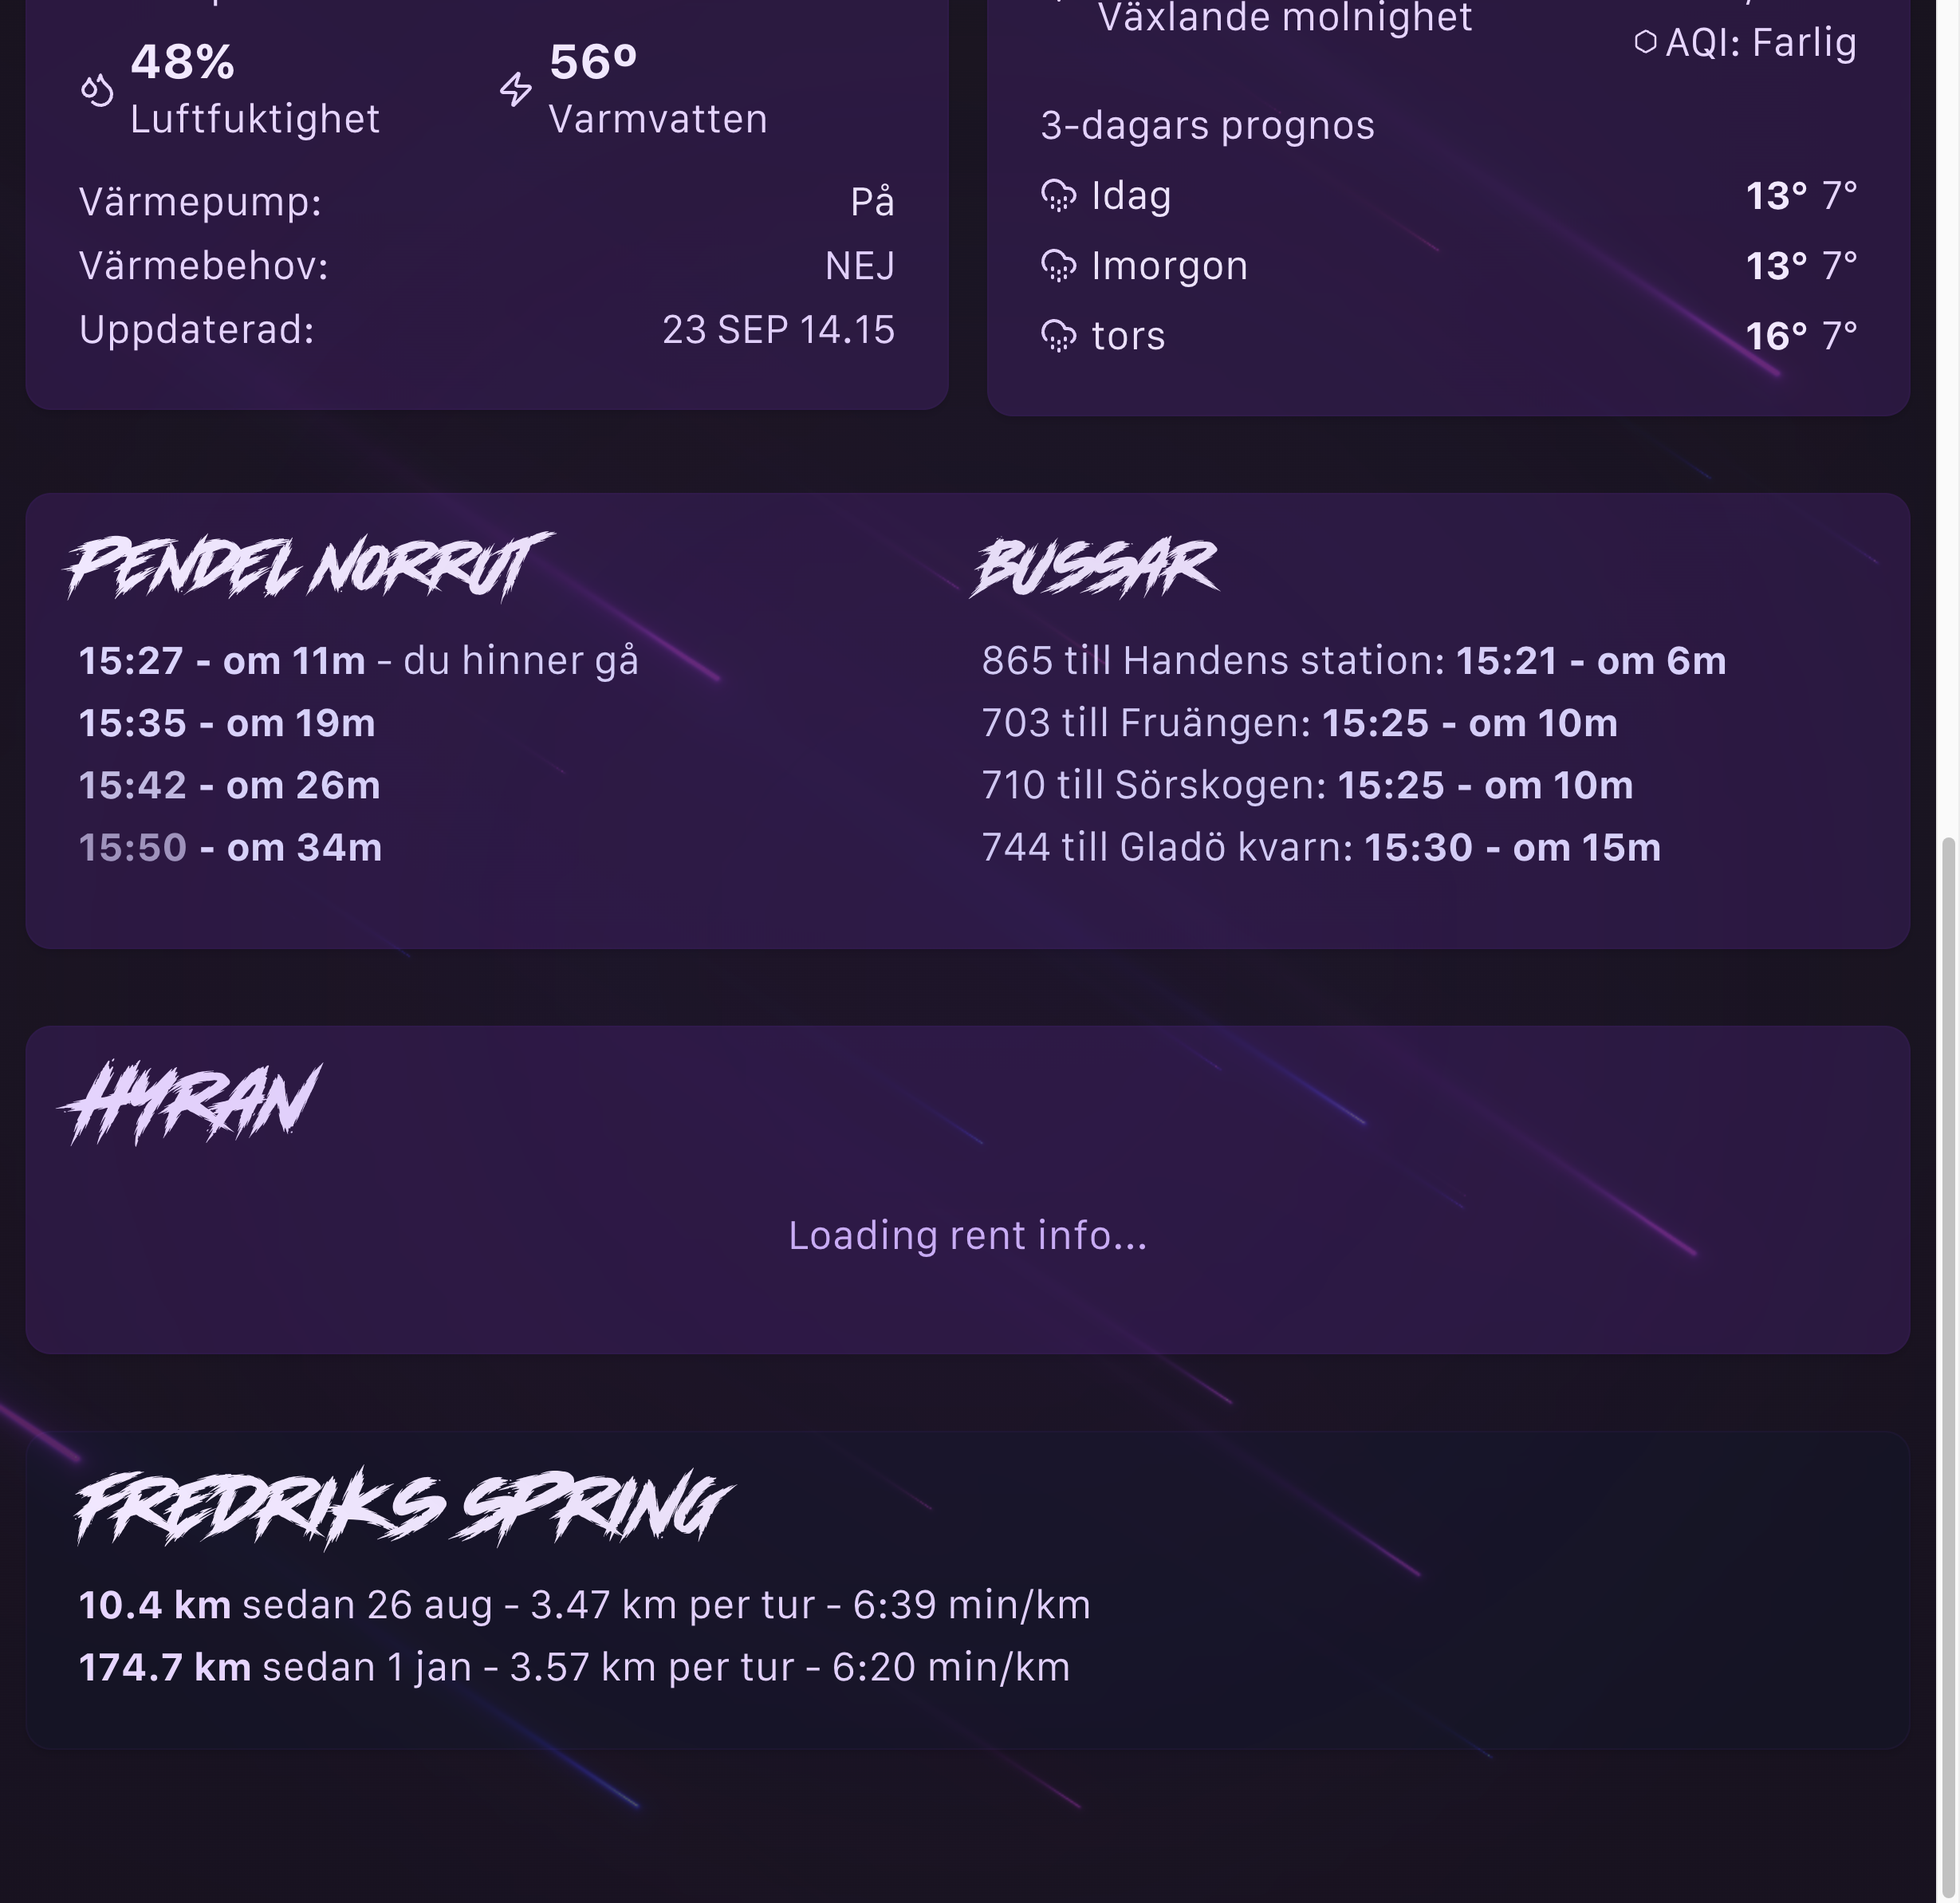 48%
Luftfuktighet
56º
Varmvatten
Värmepump: På
Värmebehov: NEJ
Uppdaterad: 23 SEP 14.15
Växlande molnighet
AQI: Farlig
3-dagars prognos
Idag 13° 7°
Imorgon 13° 7°
tors 16° 7°
PENDEL NORRUT
15:27 - om 11m - du hinner gå
15:35 - om 19m
15:42 - om 26m
15:50 - om 34m
BUSSAR
865 till Handens station: 15:21 - om 6m
703 till Fruängen: 15:25 - om 10m
710 till Sörskogen: 15:25 - om 10m
744 till Gladö kvarn: 15:30 - om 15m
HYRAN
Loading rent info...
FREDRIKS SPRING
10.4 km sedan 26 aug - 3.47 km per tur - 6:39 min/km
174.7 km sedan 1 jan - 3.57 km per tur - 6:20 min/km